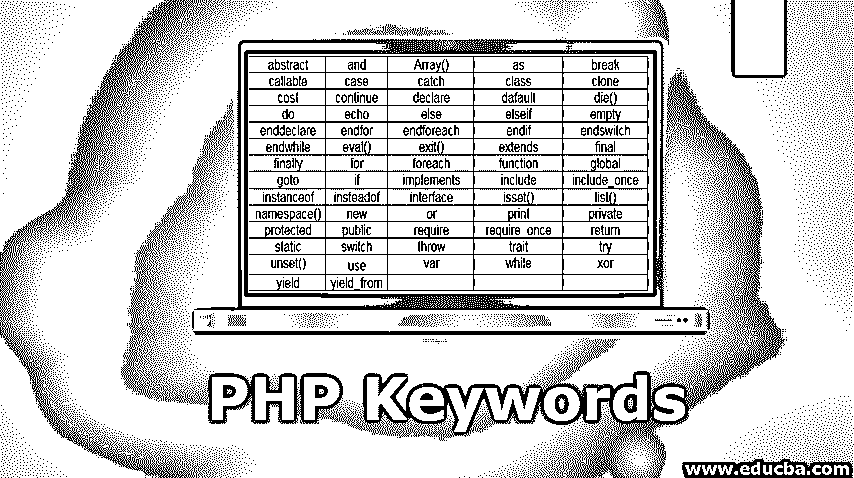 abstract and Array() as break
callable case catch class clone
cost continue declare dafault die()
do echo else elseif empty
enddeclare endfor endforeach endif endswitch
endwhile eval() exit() extends final
finally for foreach function global
goto if implements include include_once
instanceof insteadof interface isset() list()
namespace() new or print private
protected public require require_once return
static switch throw trait try
unset() use var while xor
yield yield_from
PHP Keywords
www.educba.com